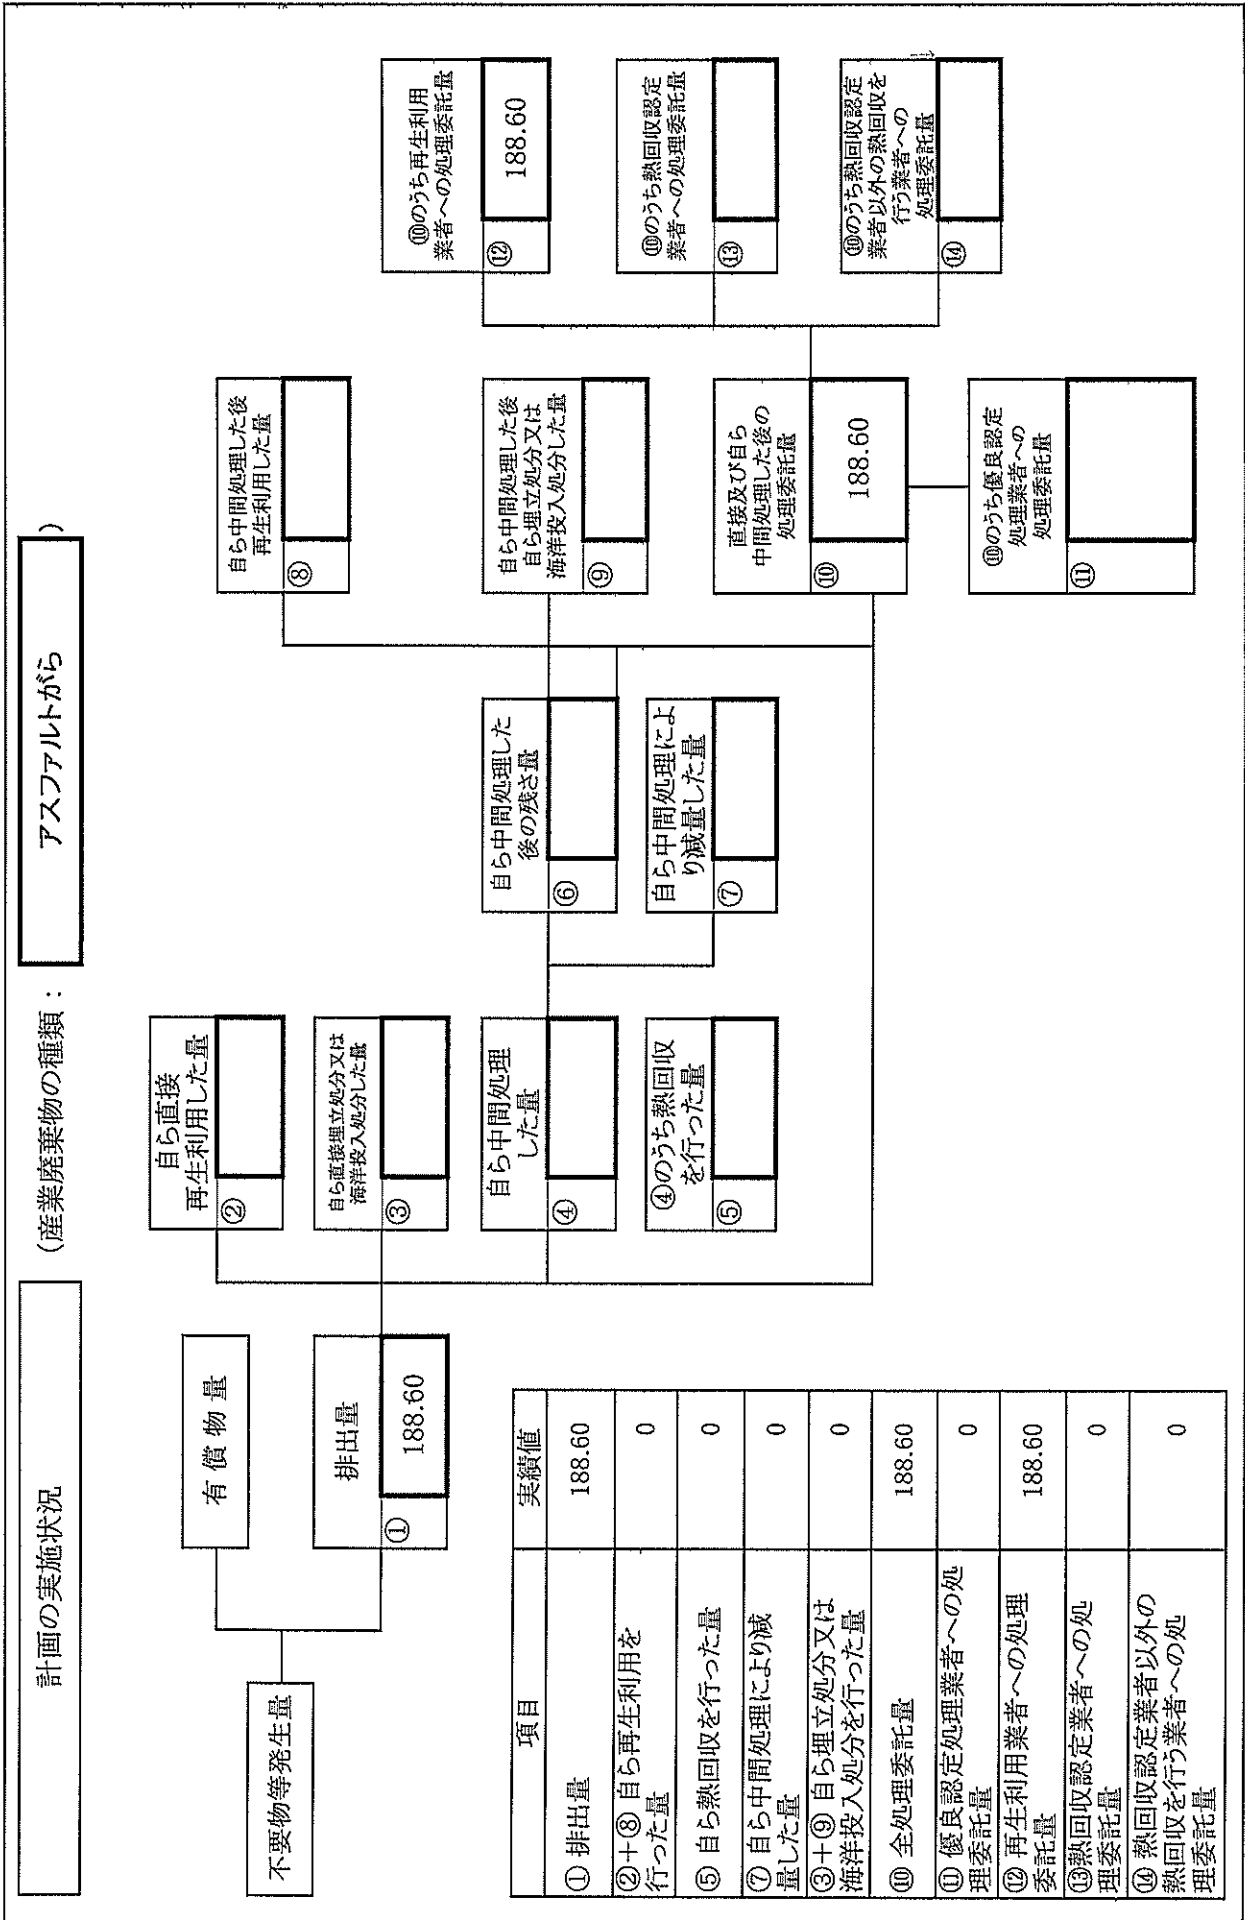 計画の実施状況
(産業廃棄物の種類：
アスファルトがら
)
不要物等発生量
有 償 物 量
排出量
①
188.60
自ら直接
再生利用した量
②
自ら直接埋立処分又は
海洋投入処分した量
③
自ら中間処理
した量
④
④のうち熱回収
を行った量
⑤
自ら中間処理した
後の残さ量
⑥
自ら中間処理によ
り減量した量
⑦
自ら中間処理した後
再生利用した量
⑧
自ら中間処理した後
自ら埋立処分又は
海洋投入処分した量
⑨
直接及び自ら
中間処理した後の
処理委託量
⑩
188.60
⑩のうち優良認定
処理業者への
処理委託量
⑪
⑩のうち再生利用
業者への処理委託量
⑫
188.60
⑩のうち熱回収認定
業者への処理委託量
⑬
⑩のうち熱回収認定
業者以外の熱回収を
行う業者への
処理委託量
⑭
項目 実績値
① 排出量 188.60
②＋⑧ 自ら再生利用を
行った量 0
⑤ 自ら熱回収を行った量 0
⑦ 自ら中間処理により減
量した量 0
③＋⑨ 自ら埋立処分又は
海洋投入処分を行った量 0
⑩ 全処理委託量 188.60
⑪ 優良認定処理業者への処
理委託量 0
⑫ 再生利用業者への処理
委託量 188.60
⑬熱回収認定業者への処
理委託量 0
⑭ 熱回収認定業者以外の
熱回収を行う業者への処
理委託量 0